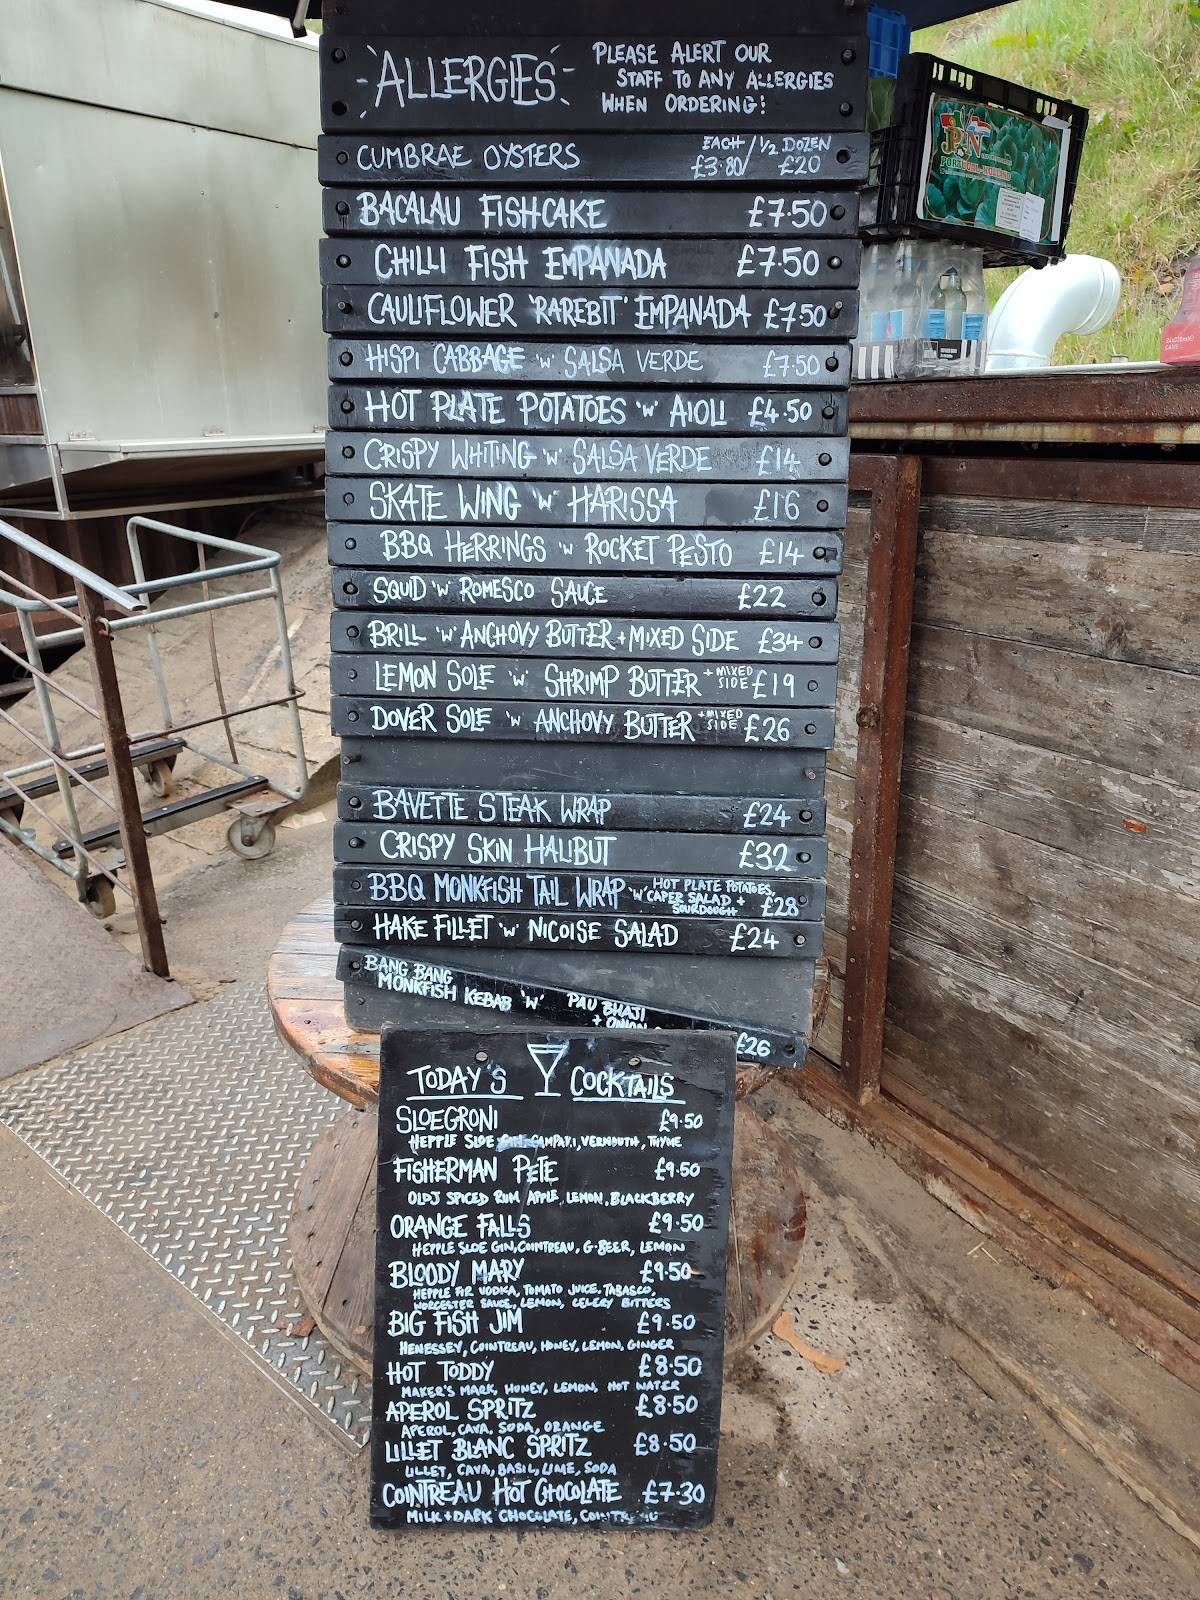 ALLERGIES
PLEASE ALERT OUR
STAFF TO ANY ALLERGIES
WHEN ORDERING!
CUMBRAE OYSTERS EACH £3.80 / 1/2 DOZEN £20
BACALAU FISHCAKE £7.50
CHILLI FISH EMPANADA £7.50
CAULIFLOWER 'RAREBIT' EMPANADA £7.50
HISPI CABBAGE 'W' SALSA VERDE £7.50
HOT PLATE POTATOES 'W' AIOLI £4.50
CRISPY WHITING 'W' SALSA VERDE £14
SKATE WING 'W' HARISSA £16
BBQ HERRINGS 'W' ROCKET PESTO £14
SQUID 'W' ROMESCO SAUCE £22
BRILL 'W' ANCHOVY BUTTER + MIXED SIDE £34
LEMON SOLE 'W' SHRIMP BUTTER + MIXED SIDE £19
DOVER SOLE 'W' ANCHOVY BUTTER + MIXED SIDE £26
BAVETTE STEAK WRAP £24
CRISPY SKIN HALIBUT £32
BBQ MONKFISH TAIL WRAP 'W' HOT PLATE POTATOES, CAPER SALAD + SOURDOUGH £28
HAKE FILLET 'W' NICOISE SALAD £24
BANG BANG
MONKFISH KEBAB 'W' PAU BHAJI
+ ONION
£26
TODAY'S COCKTAILS
SLOEGRONI £9.50
HEPPLE SLOE GIN, CAMPARI, VERMOUTH, THYME
FISHERMAN PETE £9.50
OLDJ SPICED RUM APPLE, LEMON, BLACKBERRY
ORANGE FALLS £9.50
HEPPLE SLOE GIN, COINTREAU, G.BEER, LEMON
BLOODY MARY £9.50
HEPPLE FIR VODKA, TOMATO JUICE, TABASCO,
WORCESTER SAUCE, LEMON, CELERY BITTERS
BIG FISH JIM £9.50
HENESSEY, COINTREAU, HONEY, LEMON, GINGER
HOT TODDY £8.50
MAKER'S MARK, HONEY, LEMON, HOT WATER
APEROL SPRITZ £8.50
APEROL, CAVA, SODA, ORANGE
LILLET BLANC SPRITZ £8.50
LILLET, CAVA, BASIL, LIME, SODA
COINTREAU HOT CHOCOLATE £7.30
MILK + DARK CHOCOLATE,
PORTUGAL-HOLLAND